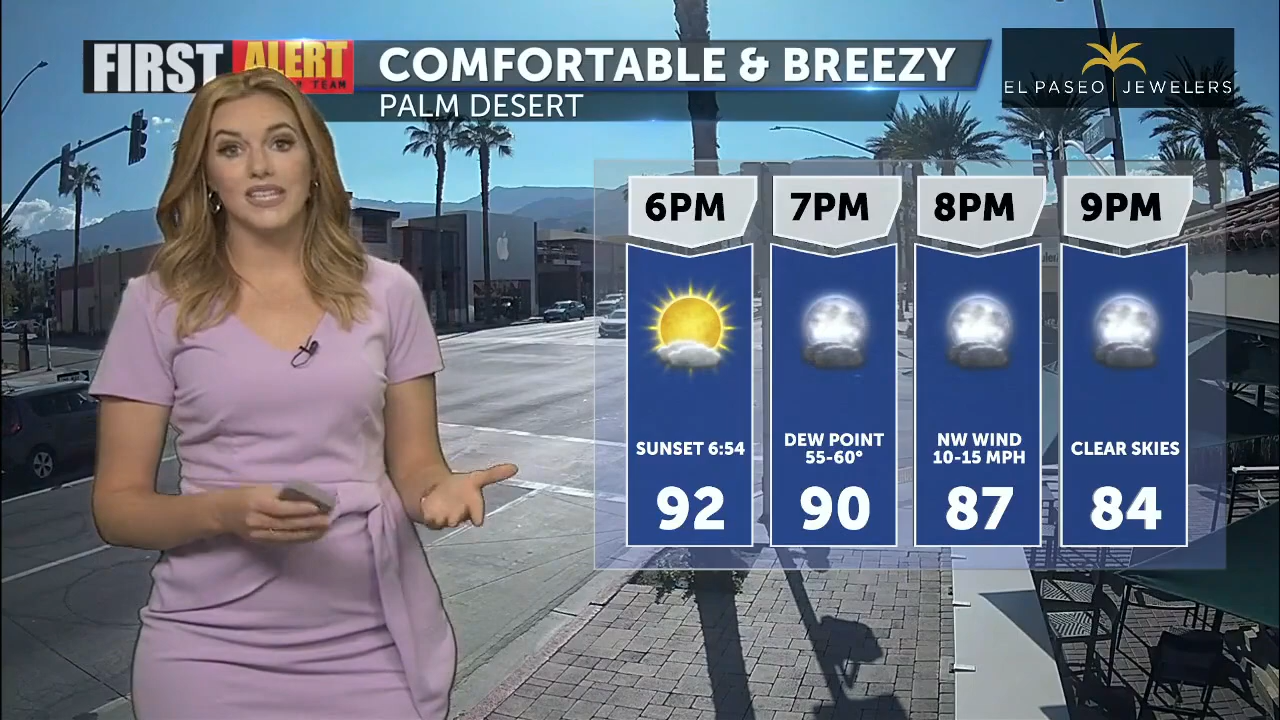 FIRST ALERT
TEAM
COMFORTABLE & BREEZY
PALM DESERT
EL PASEO JEWELERS
6PM
7PM
8PM
9PM
SUNSET 6:54
DEW POINT
55-60°
NW WIND
10-15 MPH
CLEAR SKIES
92
90
87
84